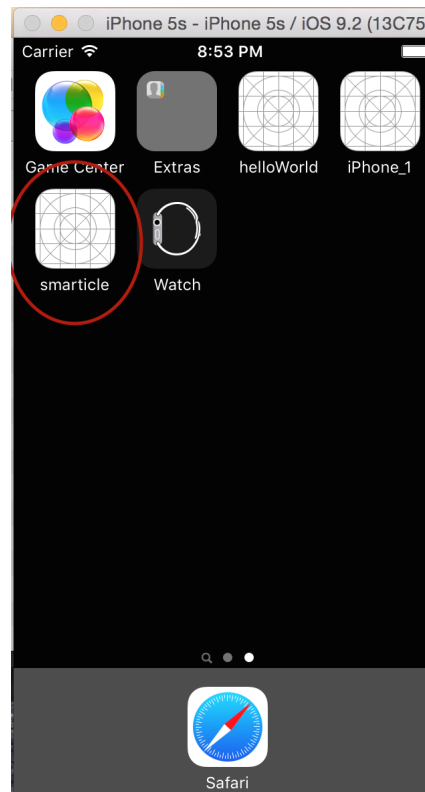 iPhone 5s - iPhone 5s / iOS 9.2 (13C75
Carrier 8:53 PM
Game Center Extras helloWorld iPhone_1
smarticle Watch
Safari